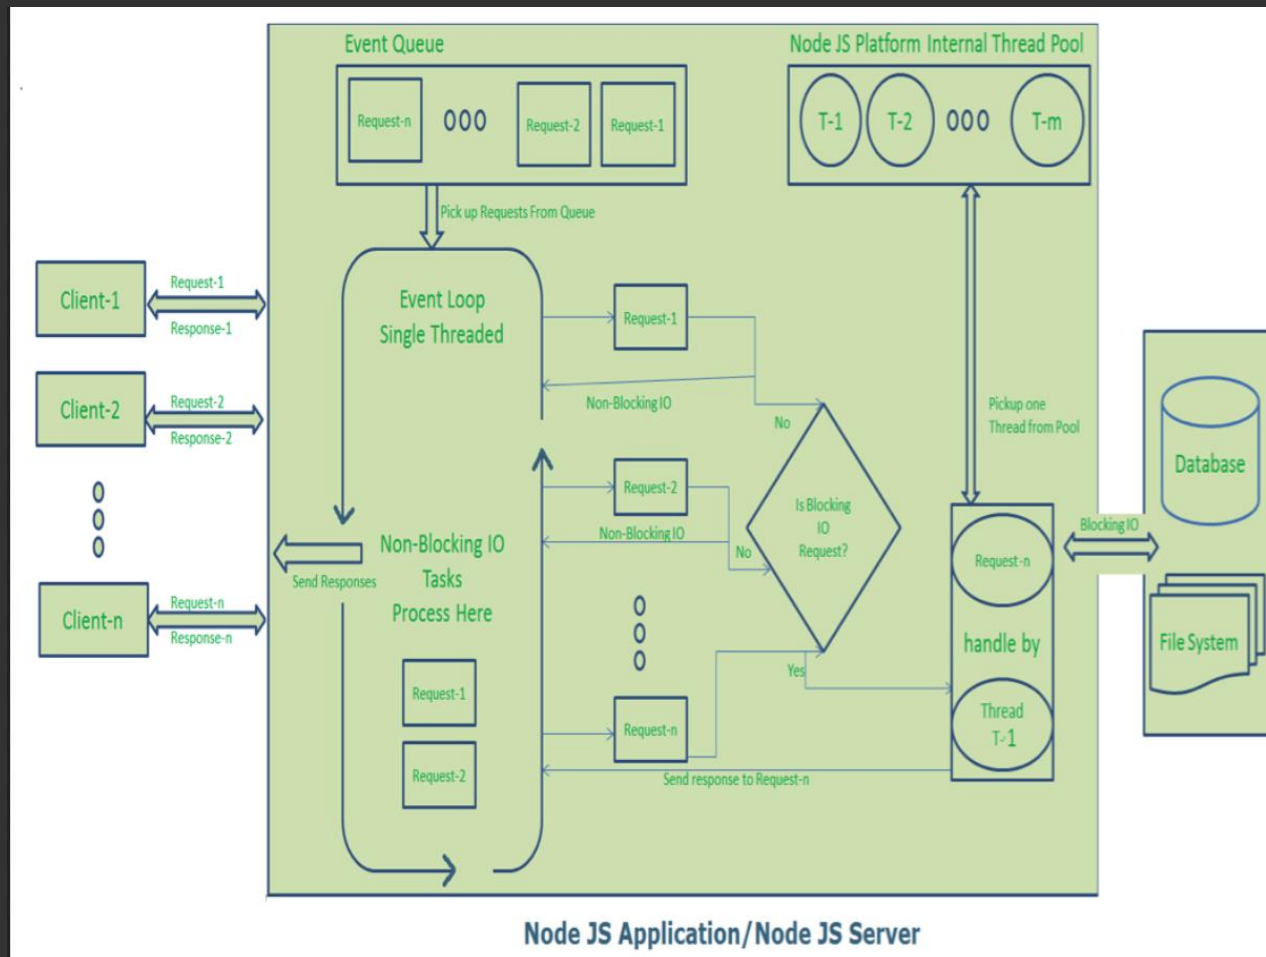 Event Queue
Node JS Platform Internal Thread Pool
Request-n
000
Request-2
Request-1
T-1
T-2
000
T-m
Pick up Requests From Queue
Client-1
Request-1
Response-1
Event Loop
Single Threaded
Request-1
Non-Blocking IO
No
Pickup one
Thread from Pool
Client-2
Request-2
Response-2
Request-2
Non-Blocking IO
No
Is Blocking
IO
Request?
Database
Blocking IO
Non-Blocking IO
Tasks
Process Here
Send Responses
Request-n
handle by
Thread
T-1
File System
Client-n
Request-n
Response-n
Yes
Request-1
Request-2
Request-n
Send response to Request-n
Node JS Application/Node JS Server